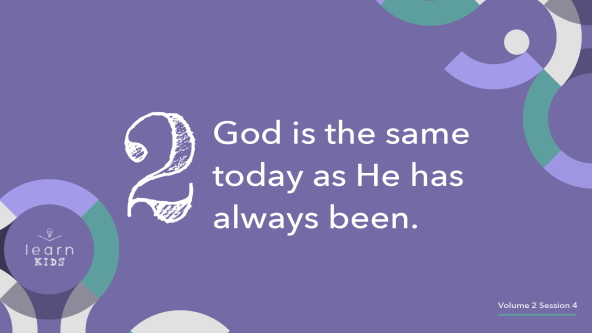 2
God is the same
today as He has
always been.
learn
KIDS
Volume 2 Session 4